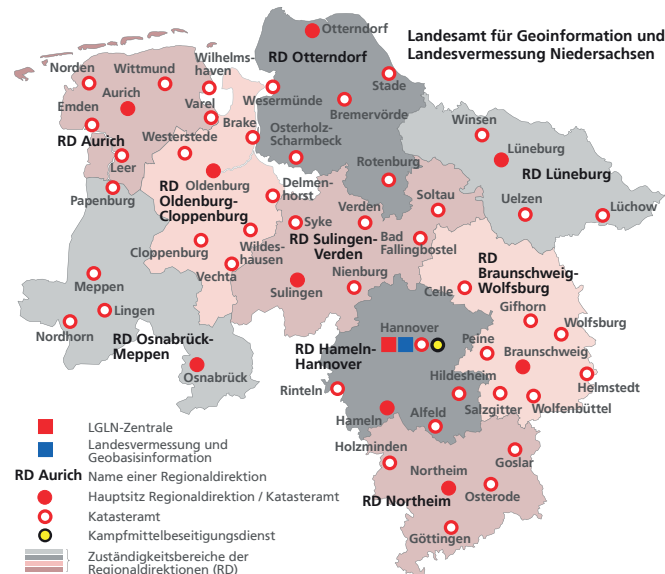 Landesamt für Geoinformation und
Landesvermessung Niedersachsen
Otterndorf
RD Otterndorf
Norden
Wittmund
Wilhelms-
haven
Aurich
Stade
Emden
Varel
Wesermünde
Bremervörde
Winsen
RD Aurich
Westerstede
Brake
Osterholz-
Scharmbeck
Lüneburg
Leer
Rotenburg
RD Lüneburg
Papenburg
Oldenburg
RD
Oldenburg-
Cloppenburg
Delmen-
horst
Soltau
Uelzen
Lüchow
Syke
Verden
Cloppenburg
Wildes-
hausen
RD Sulingen-
Verden
Bad
Fallingbostel
RD
Braunschweig-
Wolfsburg
Vechta
Meppen
Sulingen
Nienburg
Celle
Gifhorn
Lingen
Wolfsburg
Nordhorn
RD Osnabrück-
Meppen
Hannover
RD Hameln-
Hannover
Peine
Braunschweig
Osnabrück
Rinteln
Hildesheim
Helmstedt
Hameln
Alfeld
Salzgitter
Wolfenbüttel
Holzminden
Goslar
Northeim
RD Northeim
Osterode
Göttingen
LGLN-Zentrale
Landesvermessung und
Geobasisinformation
RD Aurich Name einer Regionaldirektion
Hauptsitz Regionaldirektion / Katasteramt
Katasteramt
Kampfmittelbeseitigungsdienst
Zuständigkeitsbereiche der
Regionaldirektionen (RD)